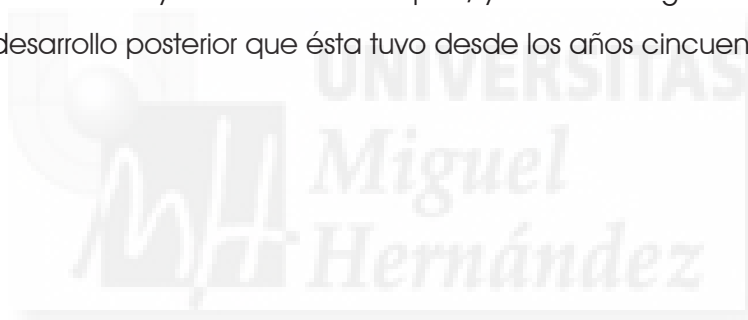 desarrollo posterior que ésta tuvo desde los años cincuen
UNIVERSITAS
Miguel
Hernández